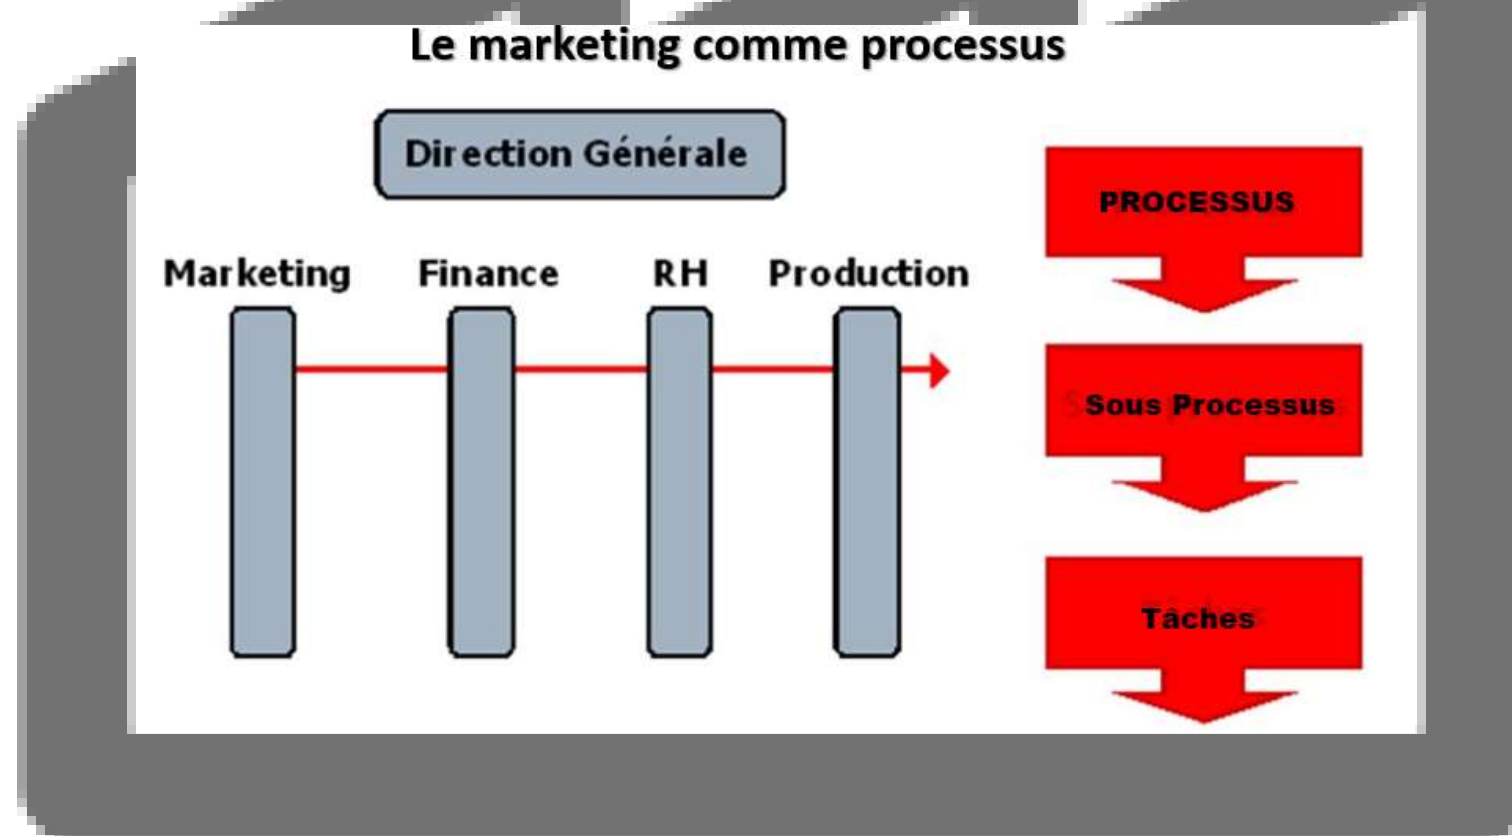 Le marketing comme processus
Direction Générale
Marketing Finance RH Production
PROCESSUS
Sous Processus
Tâches